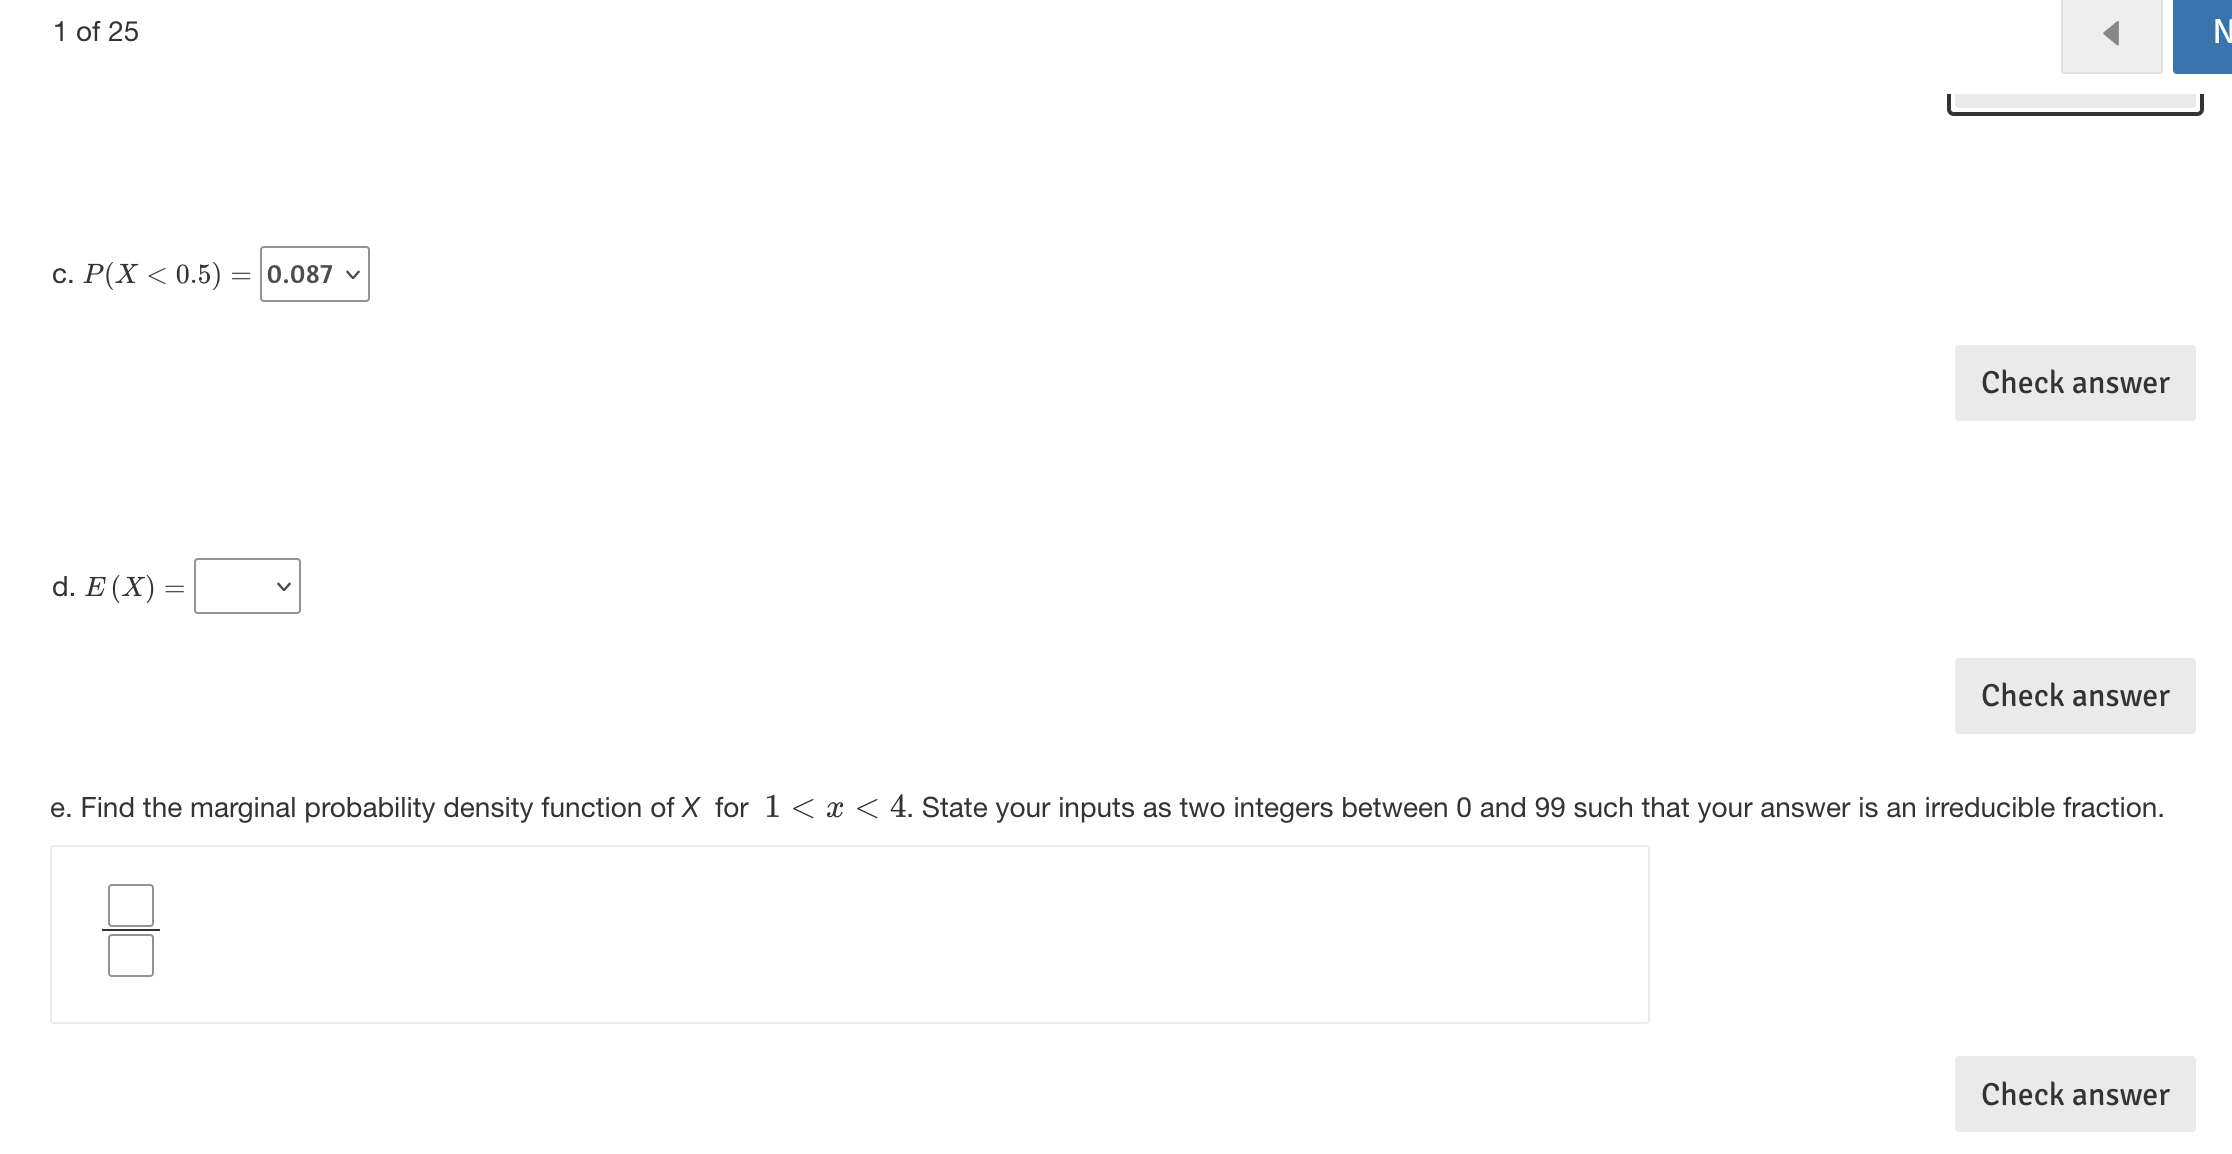 1 of 25
N
c. P(X < 0.5) = 0.087
Check answer
d. E(X) =
Check answer
e. Find the marginal probability density function of X for 1 < x < 4. State your inputs as two integers between 0 and 99 such that your answer is an irreducible fraction.
Check answer